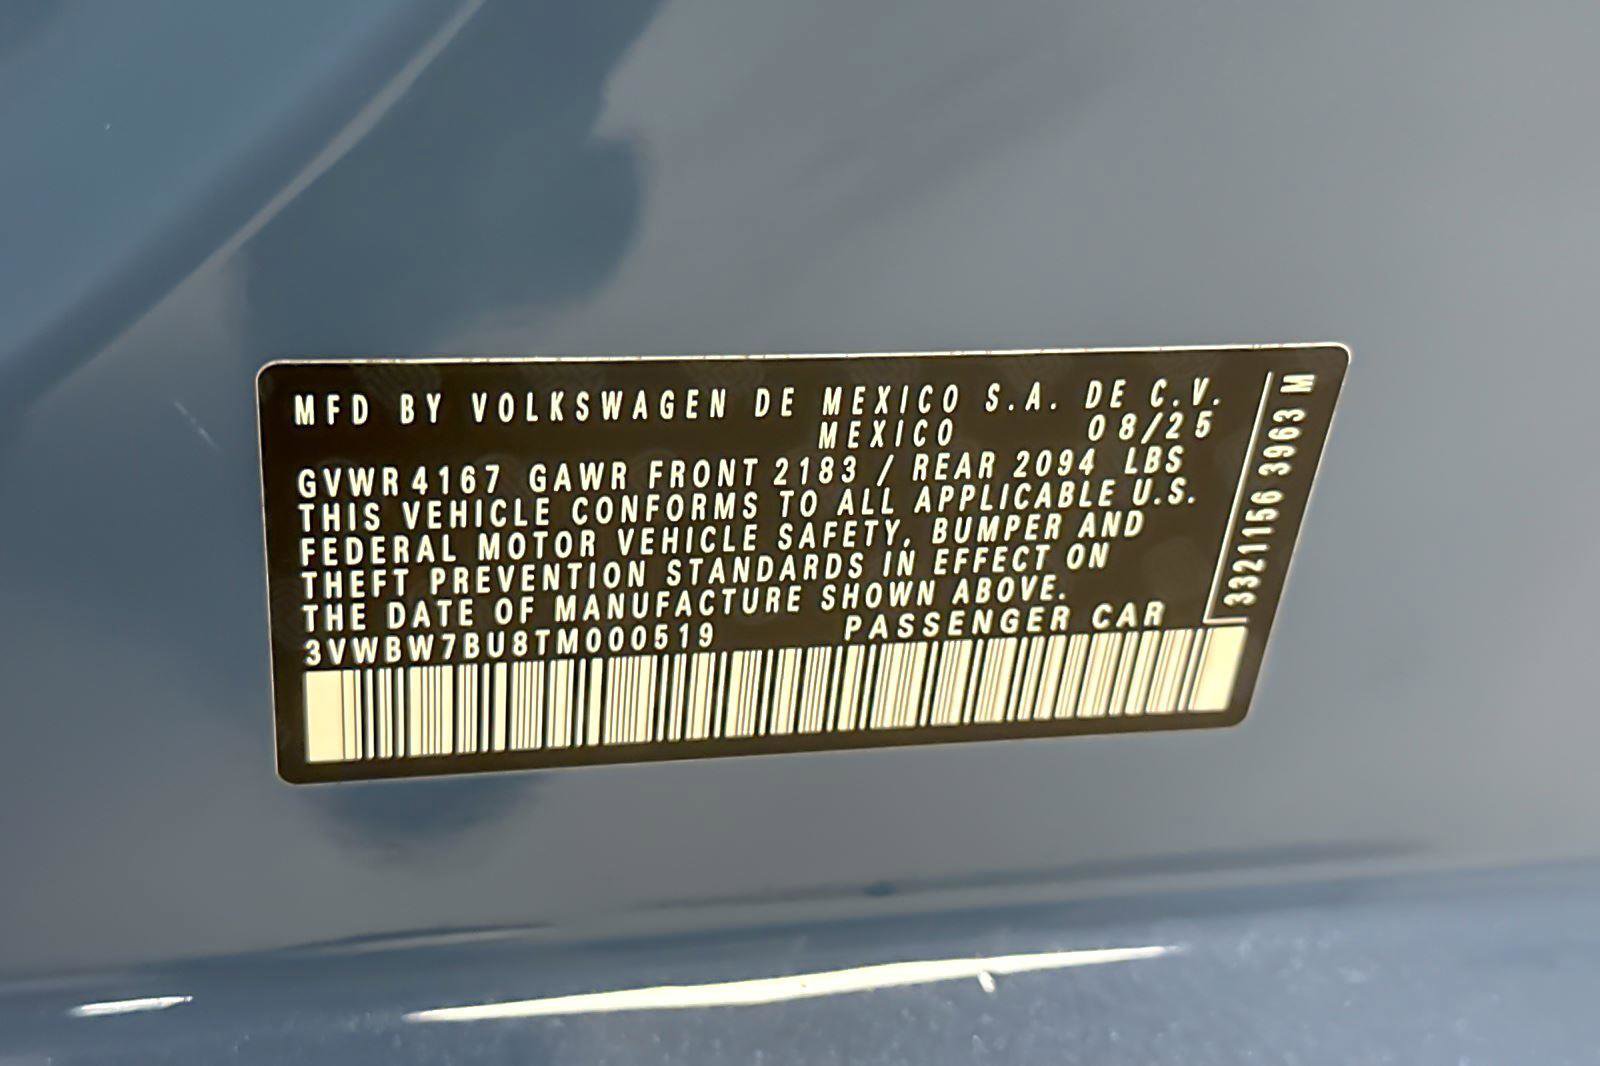 MFD BY VOLKSWAGEN DE MEXICO S.A. DE C.V.
MEXICO 08/25
GVWR 4167 GAWR FRONT 2183 / REAR 2094 LBS
THIS VEHICLE CONFORMS TO ALL APPLICABLE U.S.
FEDERAL MOTOR VEHICLE SAFETY, BUMPER AND
THEFT PREVENTION STANDARDS IN EFFECT ON
THE DATE OF MANUFACTURE SHOWN ABOVE.
3VWBW7BU8TM000519 PASSENGER CAR
3321156 3963 M